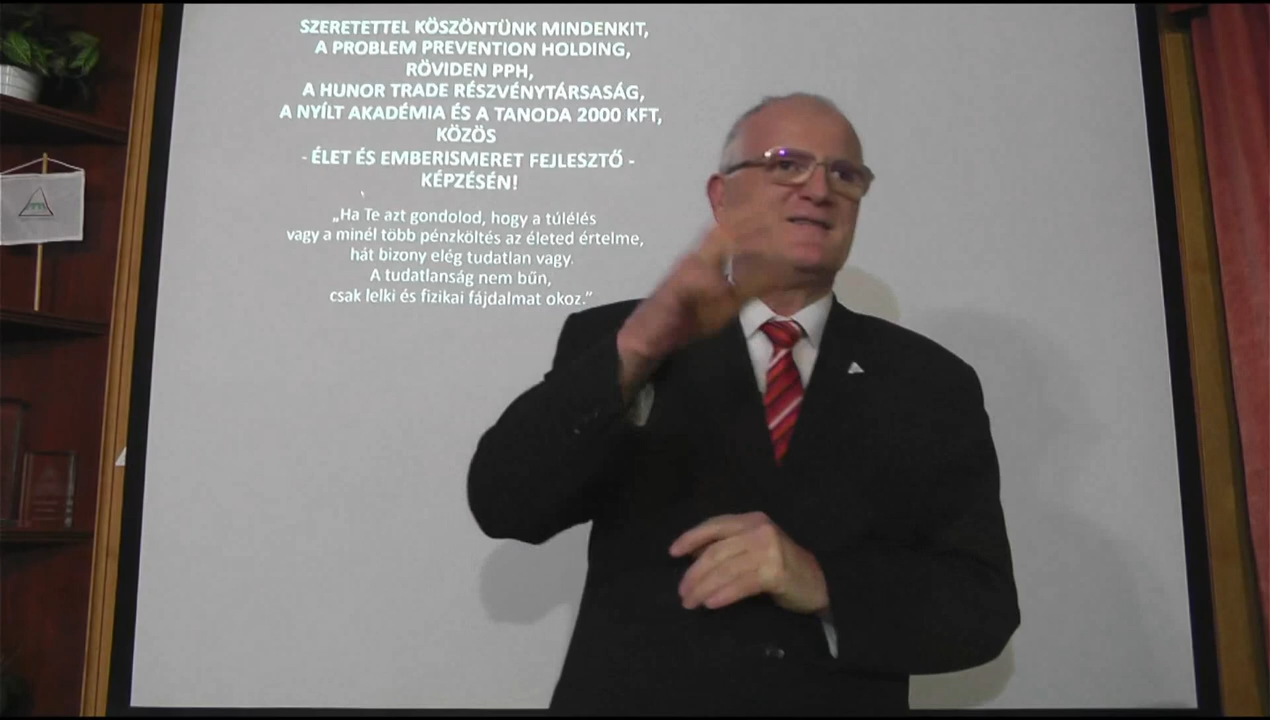 SZERETETTEL KÖSZÖNTÜNK MINDENKIT,
A PROBLEM PREVENTION HOLDING,
RÖVIDEN PPH,
A HUNOR TRADE RÉSZVÉNYTÁRSASÁG,
A NYÍLT AKADÉMIA ÉS A TANODA 2000 KFT,
KÖZÖS
- ÉLET ÉS EMBERISMERET FEJLESZTŐ -
KÉPZÉSÉN!
„Ha Te azt gondolod, hogy a túlélés
vagy a minél több pénzköltés az életed értelme,
hát bizony elég tudatlan vagy.
A tudatlanság nem bűn,
csak lelki és fizikai fájdalmat okoz.”